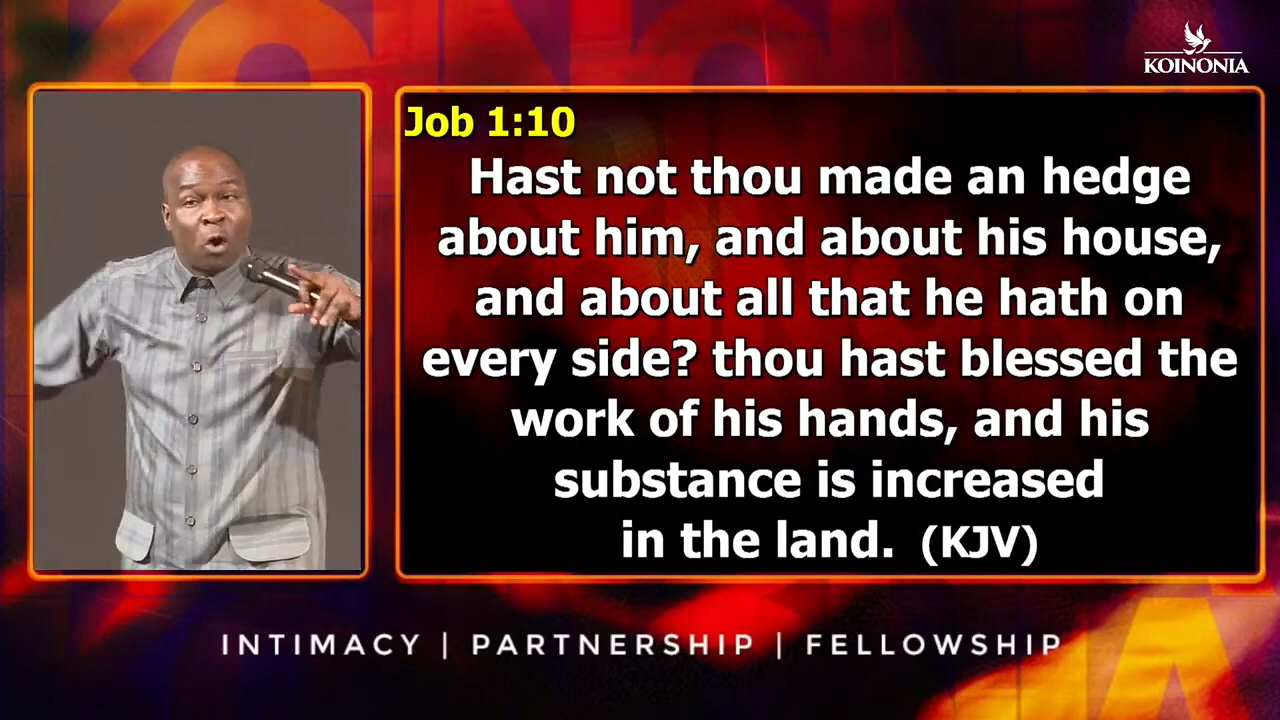 KOINONIA
Job 1:10
Hast not thou made an hedge
about him, and about his house,
and about all that he hath on
every side? thou hast blessed the
work of his hands, and his
substance is increased
in the land. (KJV)
INTIMACY | PARTNERSHIP | FELLOWSHIP